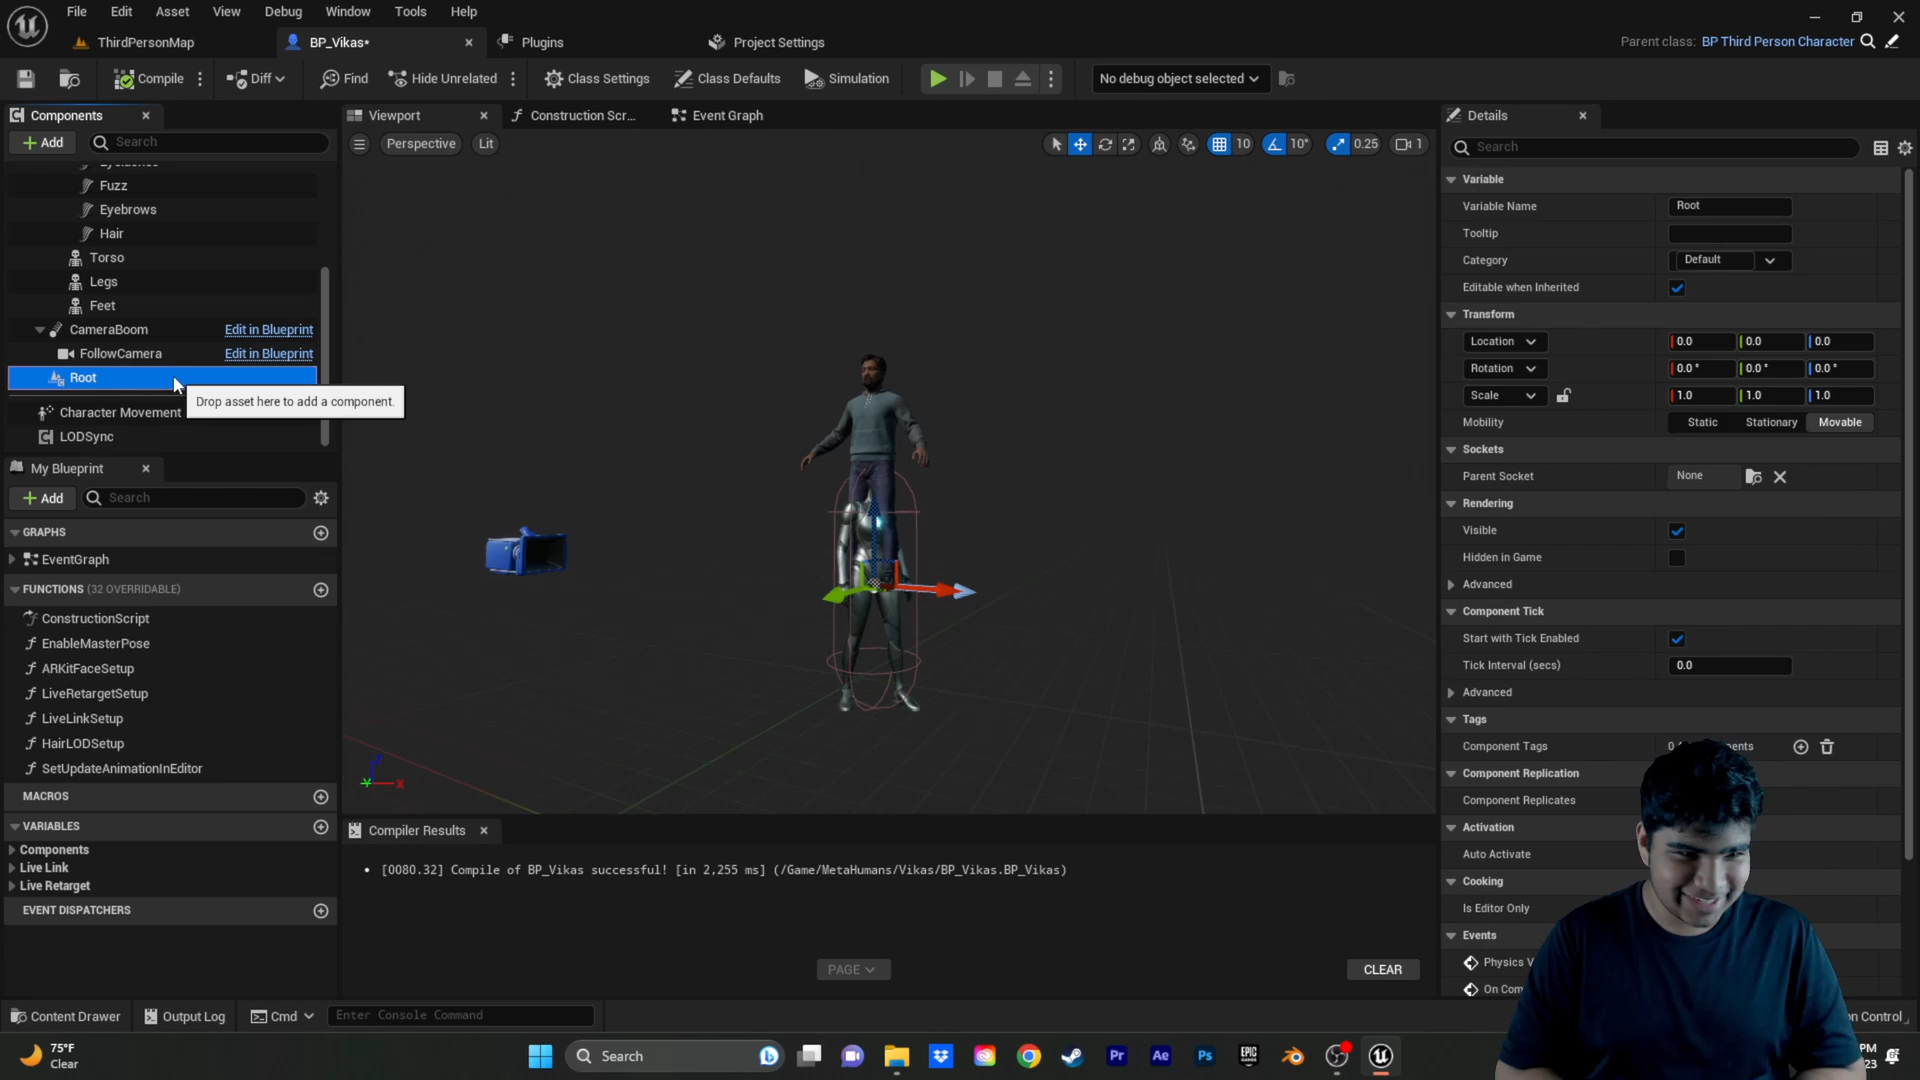 File Edit Asset View Debug Window Tools Help
ThirdPersonMap BP_Vikas* Plugins Project Settings
Parent class: BP Third Person Character
Compile Diff Find Hide Unrelated Class Settings Class Defaults Simulation No debug object selected
Components
Add Search
Fuzz
Eyebrows
Hair
Torso
Legs
Feet
CameraBoom Edit in Blueprint
FollowCamera Edit in Blueprint
Root
Drop asset here to add a component.
Character Movement
LODSync
My Blueprint
Add Search
GRAPHS
EventGraph
FUNCTIONS (32 OVERRIDABLE)
ConstructionScript
EnableMasterPose
ARKitFaceSetup
LiveRetargetSetup
LiveLinkSetup
HairLODSetup
SetUpdateAnimationInEditor
MACROS
VARIABLES
Components
Live Link
Live Retarget
EVENT DISPATCHERS
Viewport Construction Scr... Event Graph
Perspective Lit 10 10° 0.25 1
Z
Y X
Compiler Results
[0080.32] Compile of BP_Vikas successful! [in 2,255 ms] (/Game/MetaHumans/Vikas/BP_Vikas.BP_Vikas)
PAGE CLEAR
Details
Search
Variable
Variable Name Root
Tooltip
Category Default
Editable when Inherited
Transform
Location 0.0 0.0 0.0
Rotation 0.0 ° 0.0 ° 0.0 °
Scale 1.0 1.0 1.0
Mobility Static Stationary Movable
Sockets
Parent Socket None
Rendering
Visible
Hidden in Game
Advanced
Component Tick
Start with Tick Enabled
Tick Interval (secs) 0.0
Advanced
Tags
Component Tags
Component Replication
Component Replicates
Activation
Auto Activate
Cooking
Is Editor Only
Events
Physics V
On Com
Content Drawer Output Log Cmd Enter Console Command
75°F
Clear
Search
Pr Ae Ps EPIC GAMES
PM
23